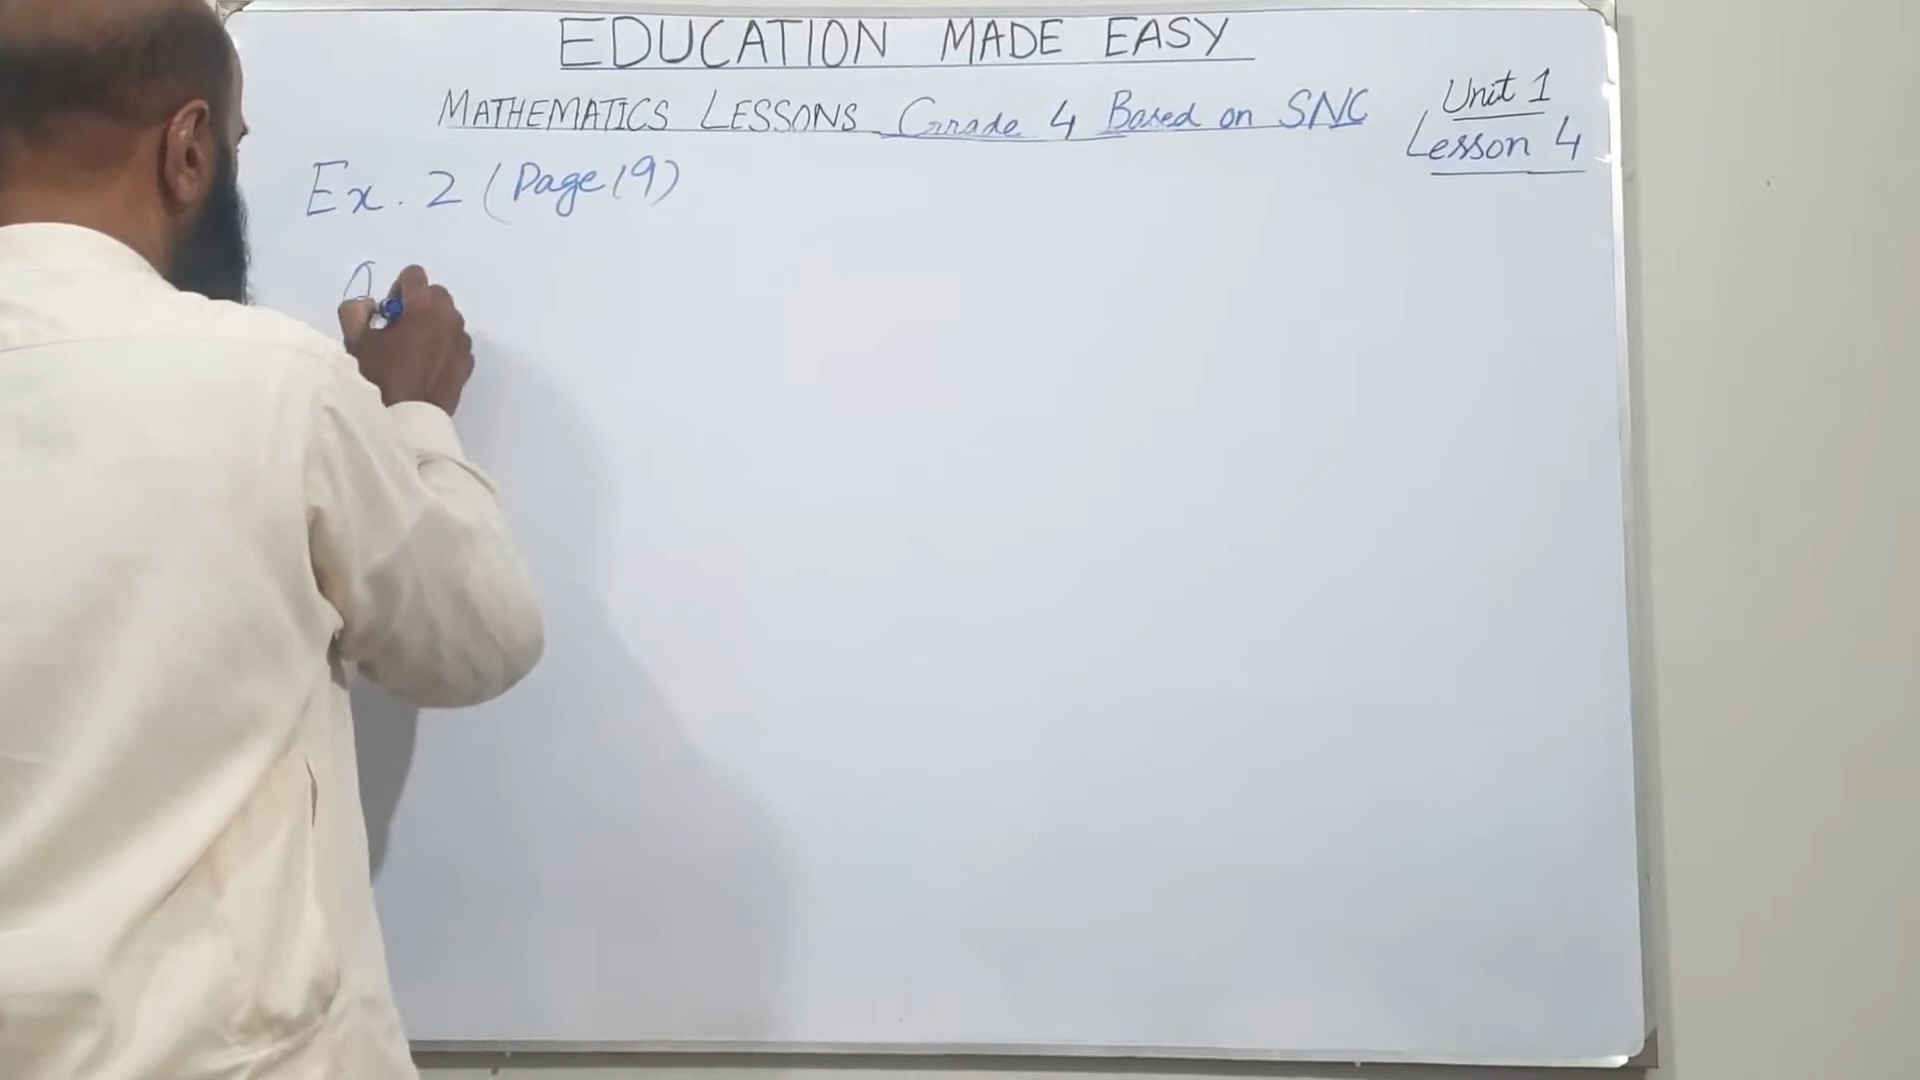 EDUCATION MADE EASY
MATHEMATICS LESSONS Grade 4 Based on SNC
Unit 1
Lesson 4
Ex. 2 (Page 19)